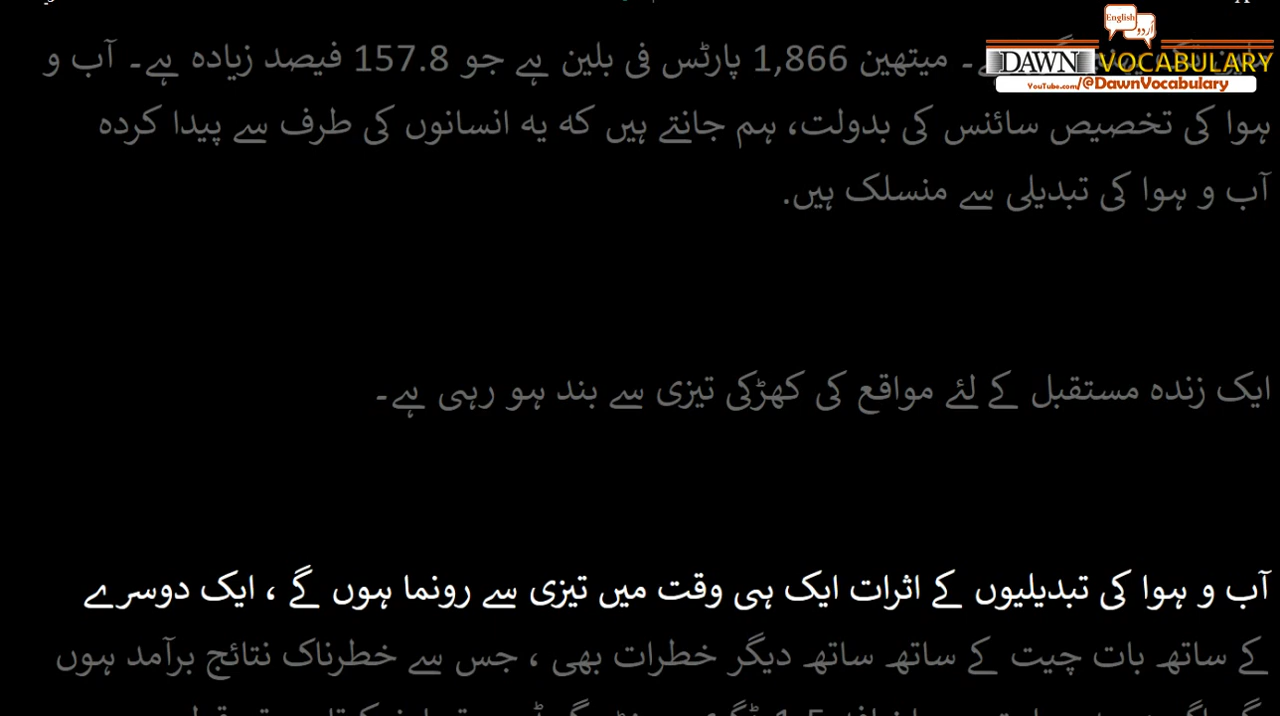 English
اُردو
DAWN VOCABULARY
YouTube.com/@DawnVocabulary
ہے۔ میتھین 1,866 پارٹس فی بلین ہے جو 157.8 فیصد زیادہ ہے۔ آب و
ہوا کی تخصیص سائنس کی بدولت، ہم جانتے ہیں کہ یہ انسانوں کی طرف سے پیدا کردہ
آب و ہوا کی تبدیلی سے منسلک ہیں.
ایک زندہ مستقبل کے لئے مواقع کی کھڑکی تیزی سے بند ہو رہی ہے۔
آب و ہوا کی تبدیلیوں کے اثرات ایک ہی وقت میں تیزی سے رونما ہوں گے ، ایک دوسرے
کے ساتھ بات چیت کے ساتھ ساتھ دیگر خطرات بھی ، جس سے خطرناک نتائج برآمد ہوں